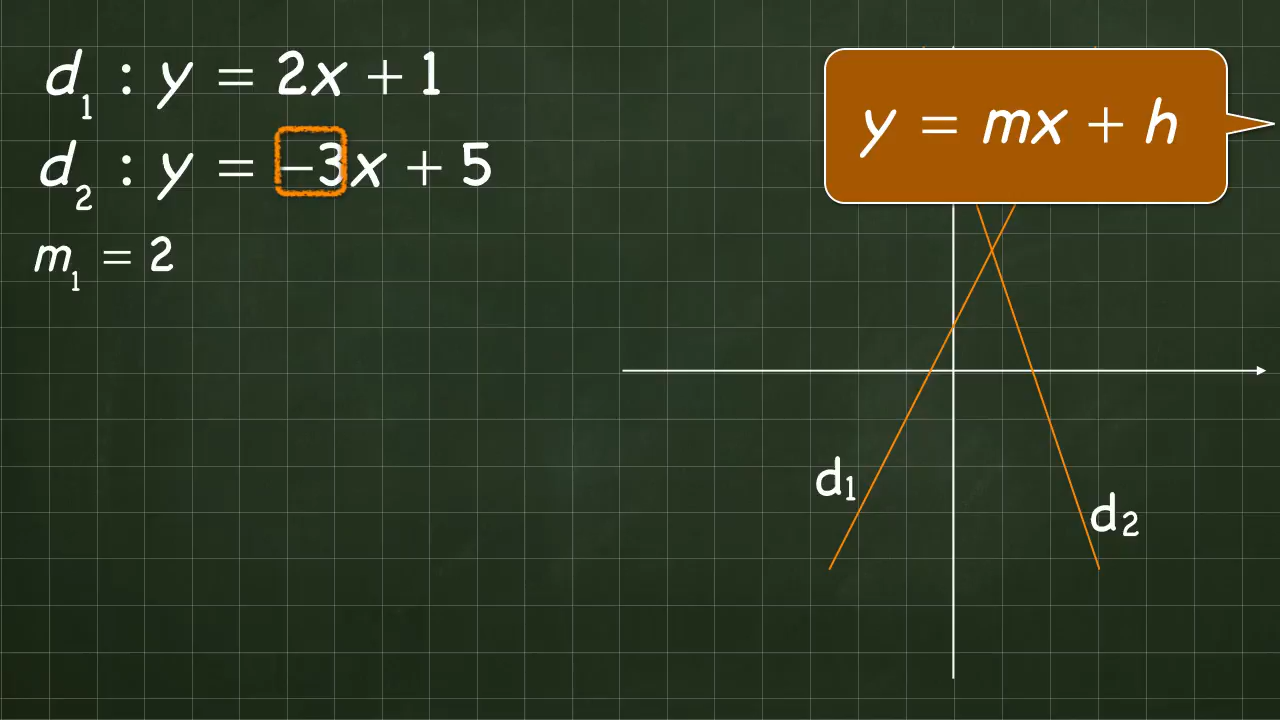 d₁ : y = 2x + 1
d₂ : y = −3x + 5
m₁ = 2
y = mx + h
d₁
d₂